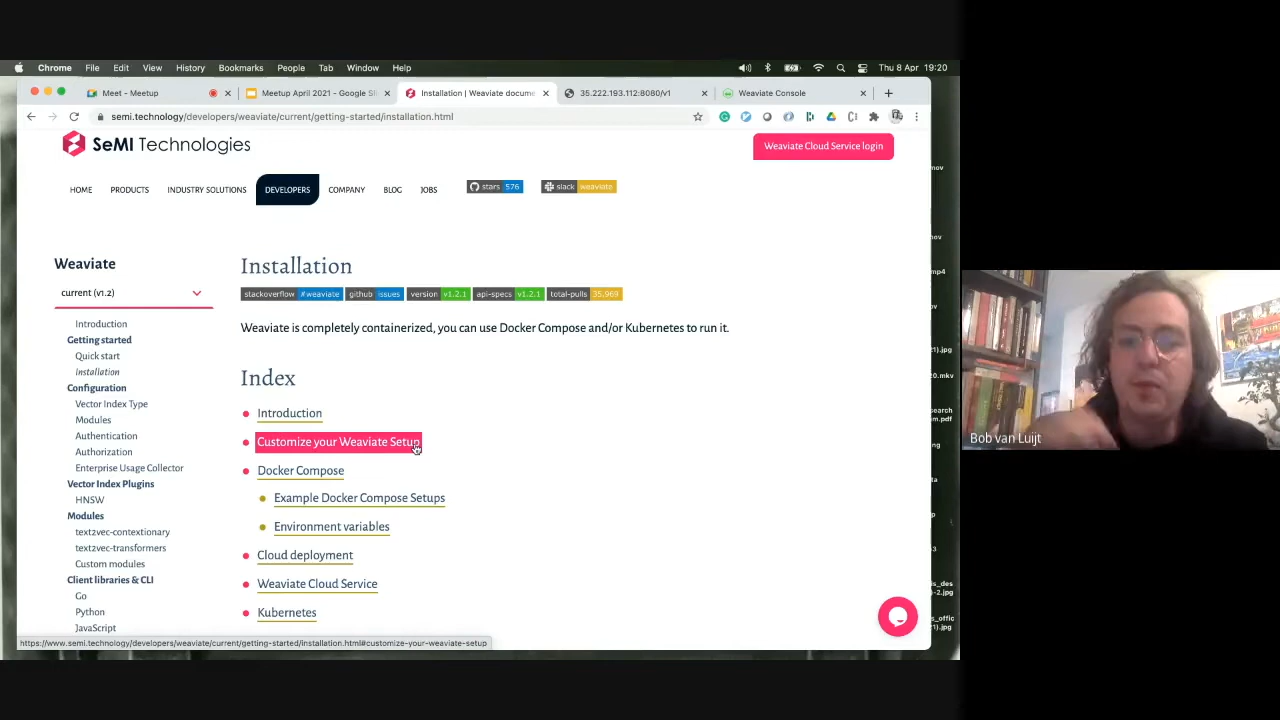 Chrome File Edit View History Bookmarks People Tab Window Help Thu 8 Apr 19:20
Meet - Meetup
Meetup April 2021 - Google Sl
Installation | Weaviate docume
35.222.193.112:8080/v1
Weaviate Console
semi.technology/developers/weaviate/current/getting-started/installation.html
SeMI Technologies
Weaviate Cloud Service login
HOME PRODUCTS INDUSTRY SOLUTIONS DEVELOPERS COMPANY BLOG JOBS stars 576 slack weaviate
Weaviate
current (v1.2)
Introduction
Getting started
Quick start
Installation
Configuration
Vector Index Type
Modules
Authentication
Authorization
Enterprise Usage Collector
Vector Index Plugins
HNSW
Modules
text2vec-contextionary
text2vec-transformers
Custom modules
Client libraries & CLI
Go
Python
JavaScript
Installation
stackoverflow #weaviate github issues version v1.2.1 api-specs v1.2.1 total-pulls 35,969
Weaviate is completely containerized, you can use Docker Compose and/or Kubernetes to run it.
Index
Introduction
Customize your Weaviate Setup
Docker Compose
Example Docker Compose Setups
Environment variables
Cloud deployment
Weaviate Cloud Service
Kubernetes
https://www.semi.technology/developers/weaviate/current/getting-started/installation.html#customize-your-weaviate-setup
Bob van Luijt